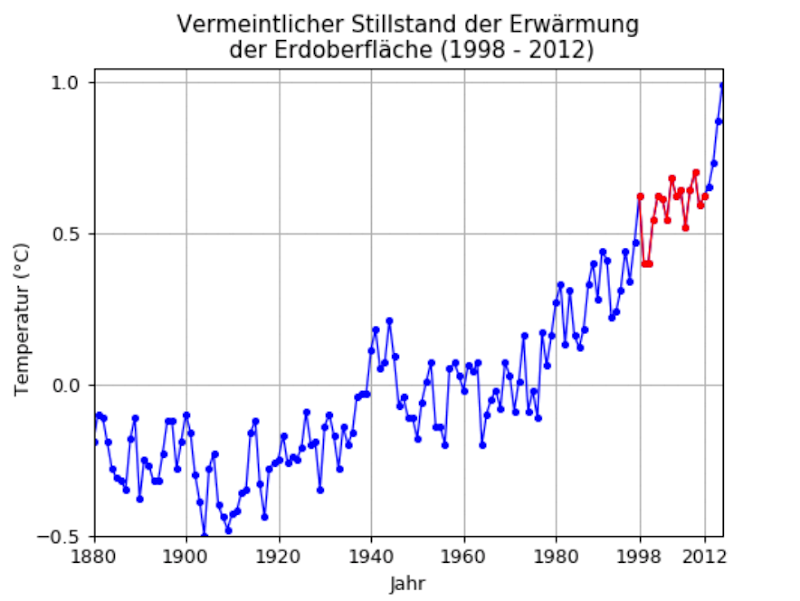 Vermeintlicher Stillstand der Erwärmung
der Erdoberfläche (1998 - 2012)
Temperatur (°C)
1.0
0.5
0.0
−0.5
1880 1900 1920 1940 1960 1980 1998 2012
Jahr